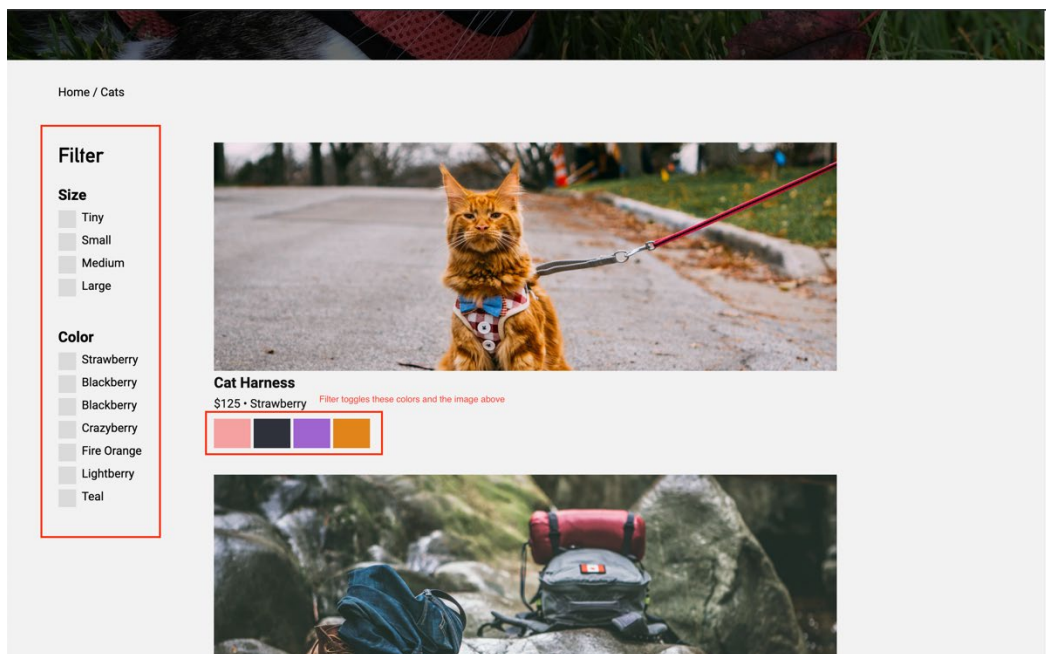 Home / Cats
Filter
Size
Tiny
Small
Medium
Large
Color
Strawberry
Blackberry
Blackberry
Crazyberry
Fire Orange
Lightberry
Teal
Cat Harness
$125 • Strawberry
Filter toggles these colors and the image above